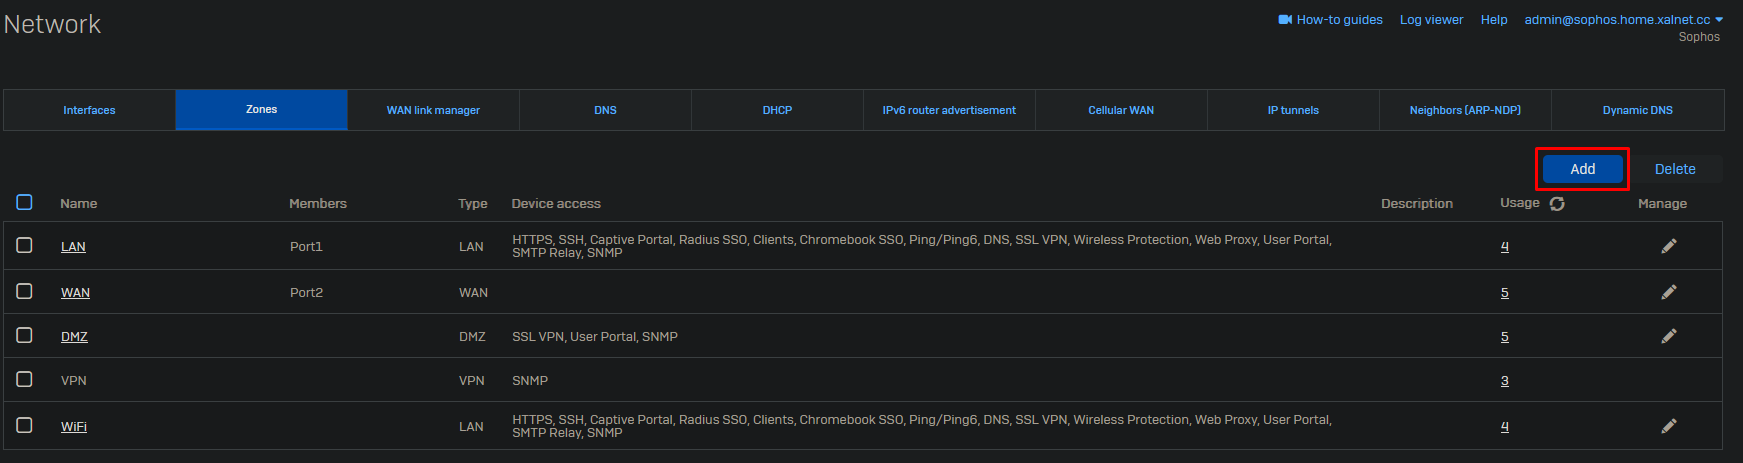 Network
How-to guides Log viewer Help admin@sophos.home.xalnet.cc
Sophos
Interfaces Zones WAN link manager DNS DHCP IPv6 router advertisement Cellular WAN IP tunnels Neighbors (ARP-NDP) Dynamic DNS
Add Delete
Name Members Type Device access Description Usage Manage
LAN Port1 LAN HTTPS, SSH, Captive Portal, Radius SSO, Clients, Chromebook SSO, Ping/Ping6, DNS, SSL VPN, Wireless Protection, Web Proxy, User Portal, 4
SMTP Relay, SNMP
WAN Port2 WAN 5
DMZ DMZ SSL VPN, User Portal, SNMP 5
VPN VPN SNMP 3
WiFi LAN HTTPS, SSH, Captive Portal, Radius SSO, Clients, Chromebook SSO, Ping/Ping6, DNS, SSL VPN, Wireless Protection, Web Proxy, User Portal, 4
SMTP Relay, SNMP